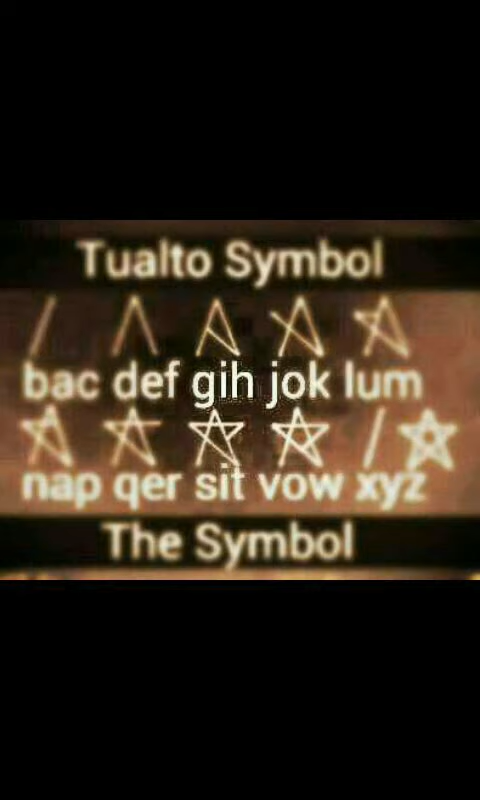 Tualto Symbol
bac def gih jok lum
nap qer sit vow xyz
The Symbol